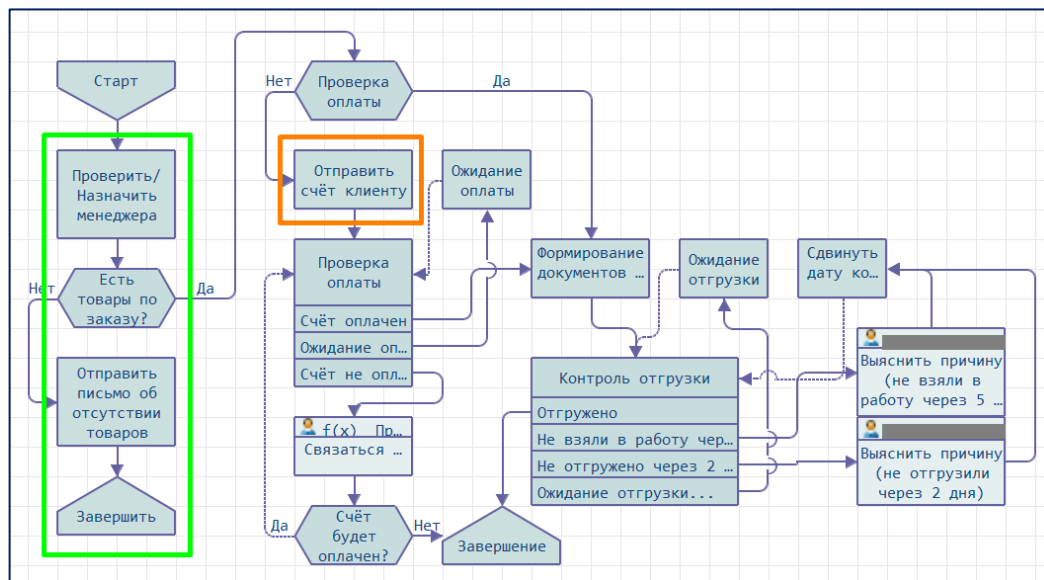 Старт
Проверить/
Назначить
менеджера
Есть
товары по
заказу?
Нет
Да
Отправить
письмо об
отсутствии
товаров
Завершить
Проверка
оплаты
Нет
Да
Отправить
счёт клиенту
Ожидание
оплаты
Проверка
оплаты
Счёт оплачен
Ожидание оп…
Счёт не опл…
f(x) Пр…
Связаться …
Счёт
будет
оплачен?
Да
Нет
Завершение
Формирование
документов …
Ожидание
отгрузки
Сдвинуть
дату ко…
Контроль отгрузки
Отгружено
Не взяли в работу чер…
Не отгружено через 2 …
Ожидание отгрузки...
Выяснить причину
(не взяли в
работу через 5 …
Выяснить причину
(не отгрузили
через 2 дня)